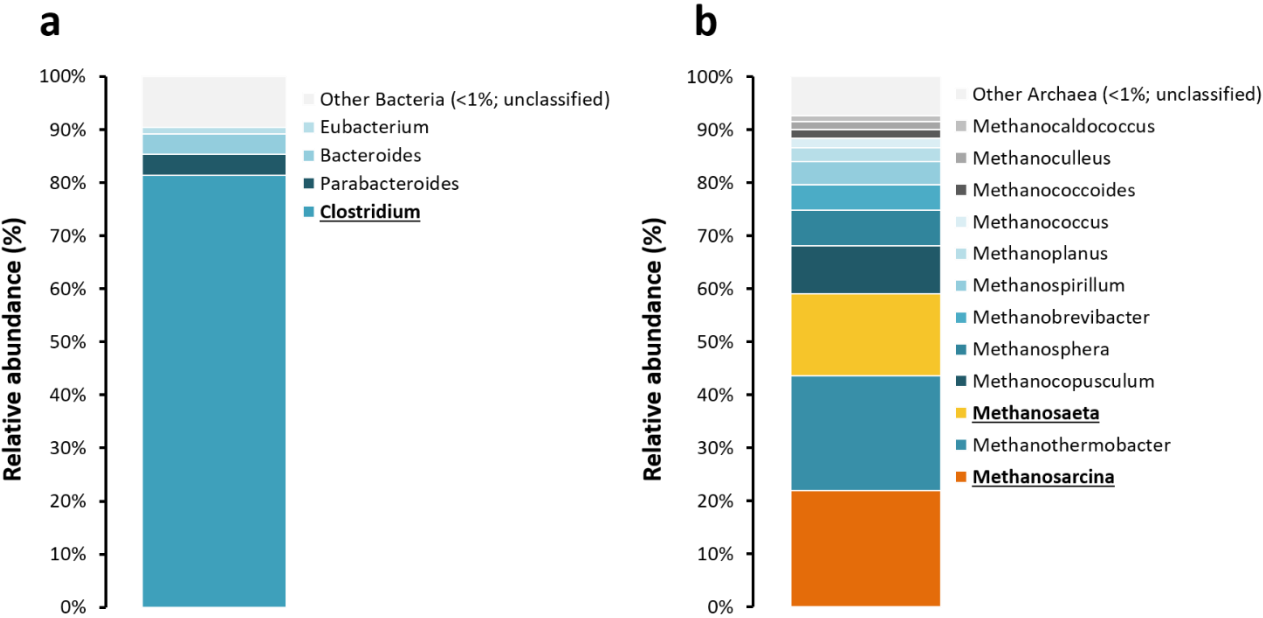 a
100%
90%
80%
70%
60%
50%
40%
30%
20%
10%
0%
Relative abundance (%)
Other Bacteria (<1%; unclassified)
Eubacterium
Bacteroides
Parabacteroides
Clostridium
b
100%
90%
80%
70%
60%
50%
40%
30%
20%
10%
0%
Relative abundance (%)
Other Archaea (<1%; unclassified)
Methanocaldococcus
Methanoculleus
Methanococcoides
Methanococcus
Methanoplanus
Methanospirillum
Methanobrevibacter
Methanosphera
Methanocopusculum
Methanosaeta
Methanothermobacter
Methanosarcina